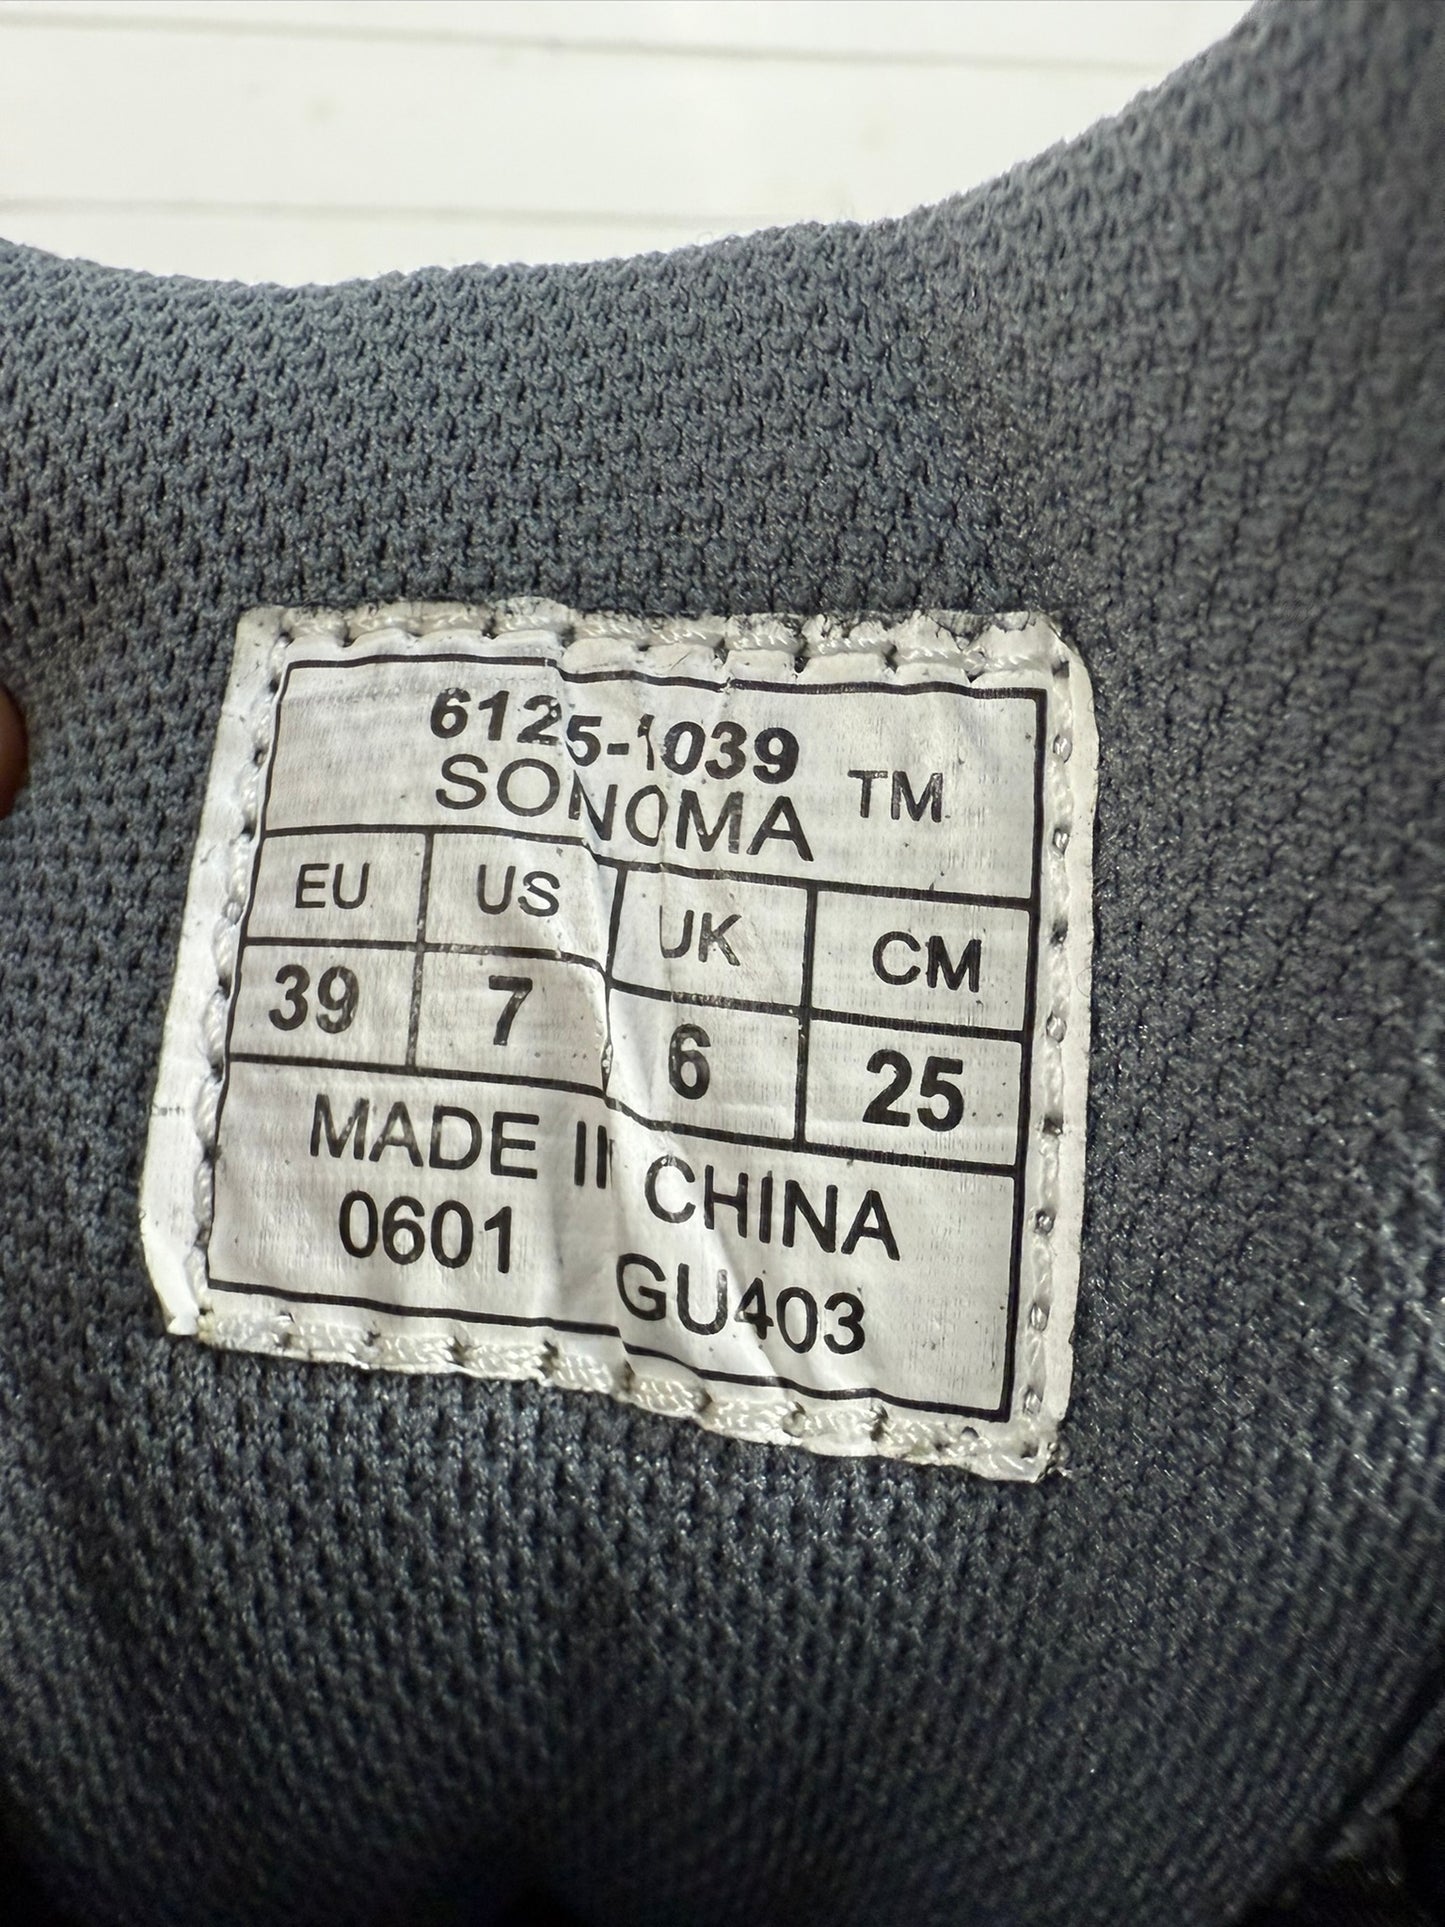 6125-1039
SONOMA TM
EU US UK CM
39 7 6 25
MADE IN CHINA
0601 GU403